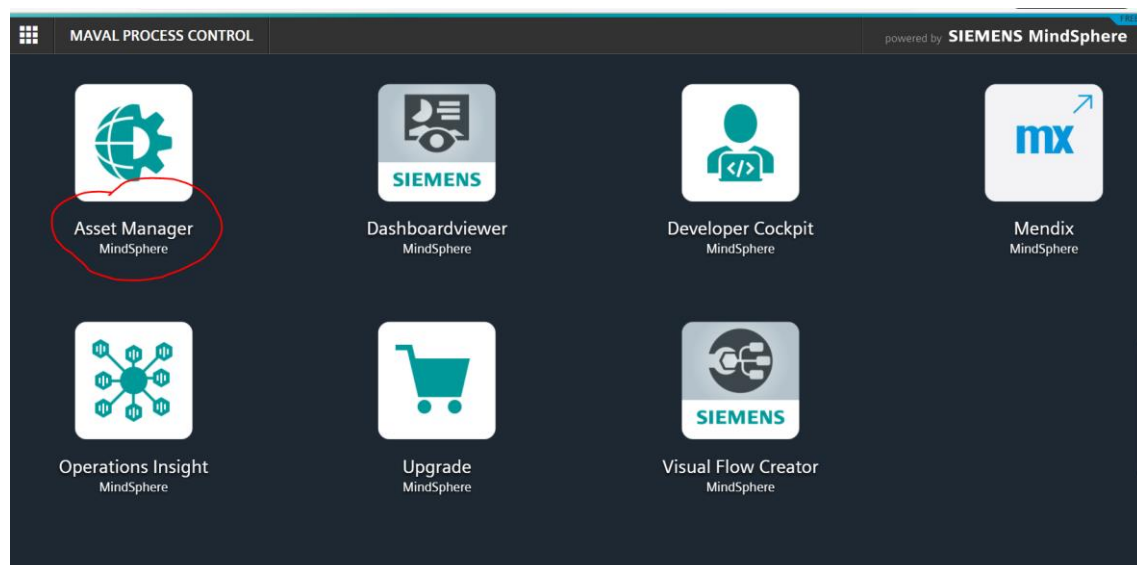 MAVAL PROCESS CONTROL
powered by SIEMENS MindSphere
SIEMENS
</>
mx
Asset Manager
MindSphere
Dashboardviewer
MindSphere
Developer Cockpit
MindSphere
Mendix
MindSphere
SIEMENS
Operations Insight
MindSphere
Upgrade
MindSphere
Visual Flow Creator
MindSphere